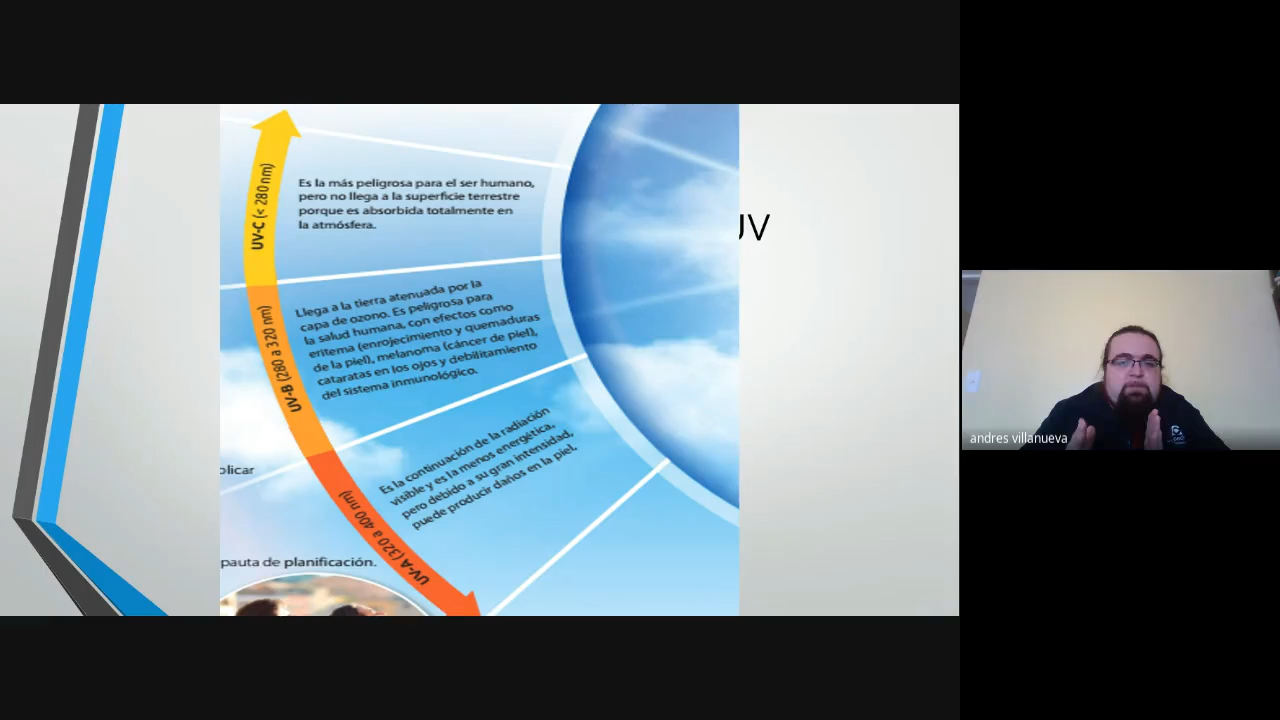 UV-C (< 280 nm)
Es la más peligrosa para el ser humano,
pero no llega a la superficie terrestre
porque es absorbida totalmente en
la atmósfera.
UV
UV-B (280 a 320 nm)
Llega a la tierra atenuada por la
capa de ozono. Es peligrosa para
la salud humana, con efectos como
eritema (enrojecimiento y quemaduras
de la piel), melanoma (cáncer de piel),
cataratas en los ojos y debilitamiento
del sistema inmunológico.
UV-A (320 a 400 nm)
Es la continuación de la radiación
visible y es la menos energética,
pero debido a su gran intensidad,
puede producir daños en la piel.
plicar
pauta de planificación.
andres villanueva